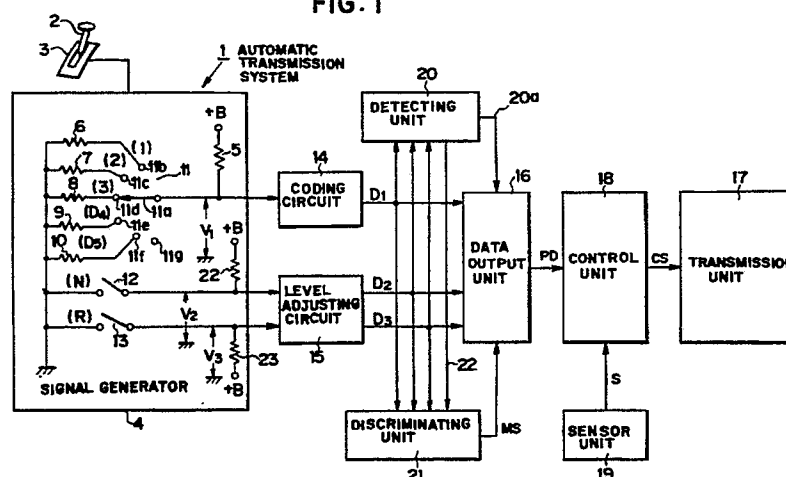 FIG. 1
2
3
1 AUTOMATIC
TRANSMISSION
SYSTEM
20
DETECTING
UNIT
20a
+B
6
(1)
5
11b
11
7
(2)
11c
14
CODING
CIRCUIT
D1
16
DATA
OUTPUT
UNIT
PD
18
CONTROL
UNIT
CS
17
TRANSMISSION
UNIT
8
(3)
11d
11a
9
(D4)
11e
V1
+B
10
(D5)
11f
11g
22
(N)
12
V2
LEVEL
ADJUSTING
CIRCUIT
D2
D3
15
(R)
13
V3
23
+B
22
S
SIGNAL GENERATOR
4
DISCRIMINATING
UNIT
MS
21
SENSOR
UNIT
19